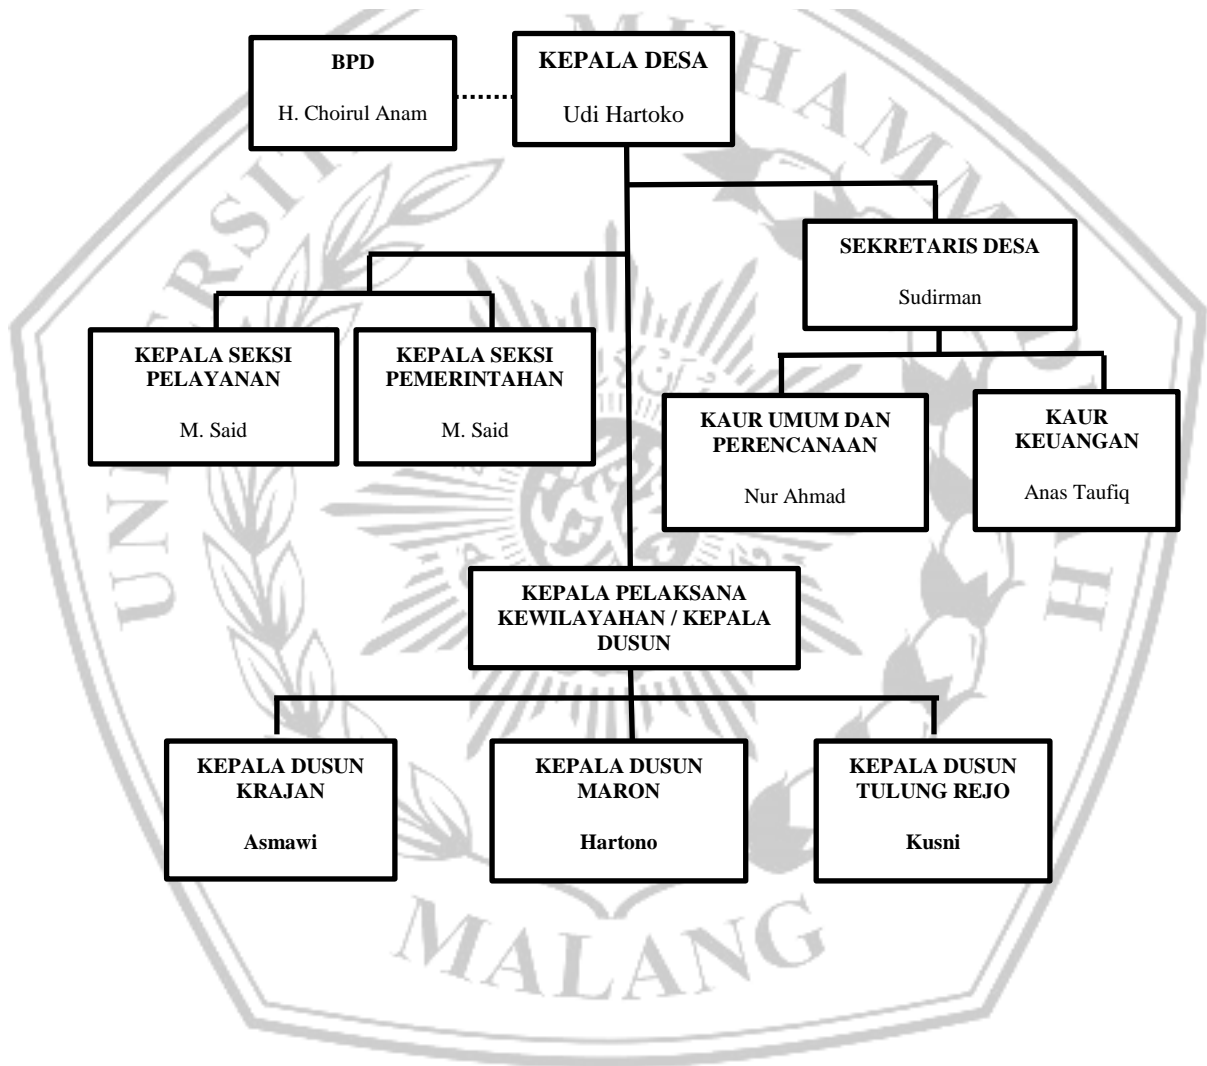 BPD
H. Choirul Anam
KEPALA DESA
Udi Hartoko
SEKRETARIS DESA
Sudirman
KEPALA SEKSI
PELAYANAN
M. Said
KEPALA SEKSI
PEMERINTAHAN
M. Said
KAUR UMUM DAN
PERENCANAAN
Nur Ahmad
KAUR
KEUANGAN
Anas Taufiq
KEPALA PELAKSANA
KEWILAYAHAN / KEPALA
DUSUN
KEPALA DUSUN
KRAJAN
Asmawi
KEPALA DUSUN
MARON
Hartono
KEPALA DUSUN
TULUNG REJO
Kusni
MALANG